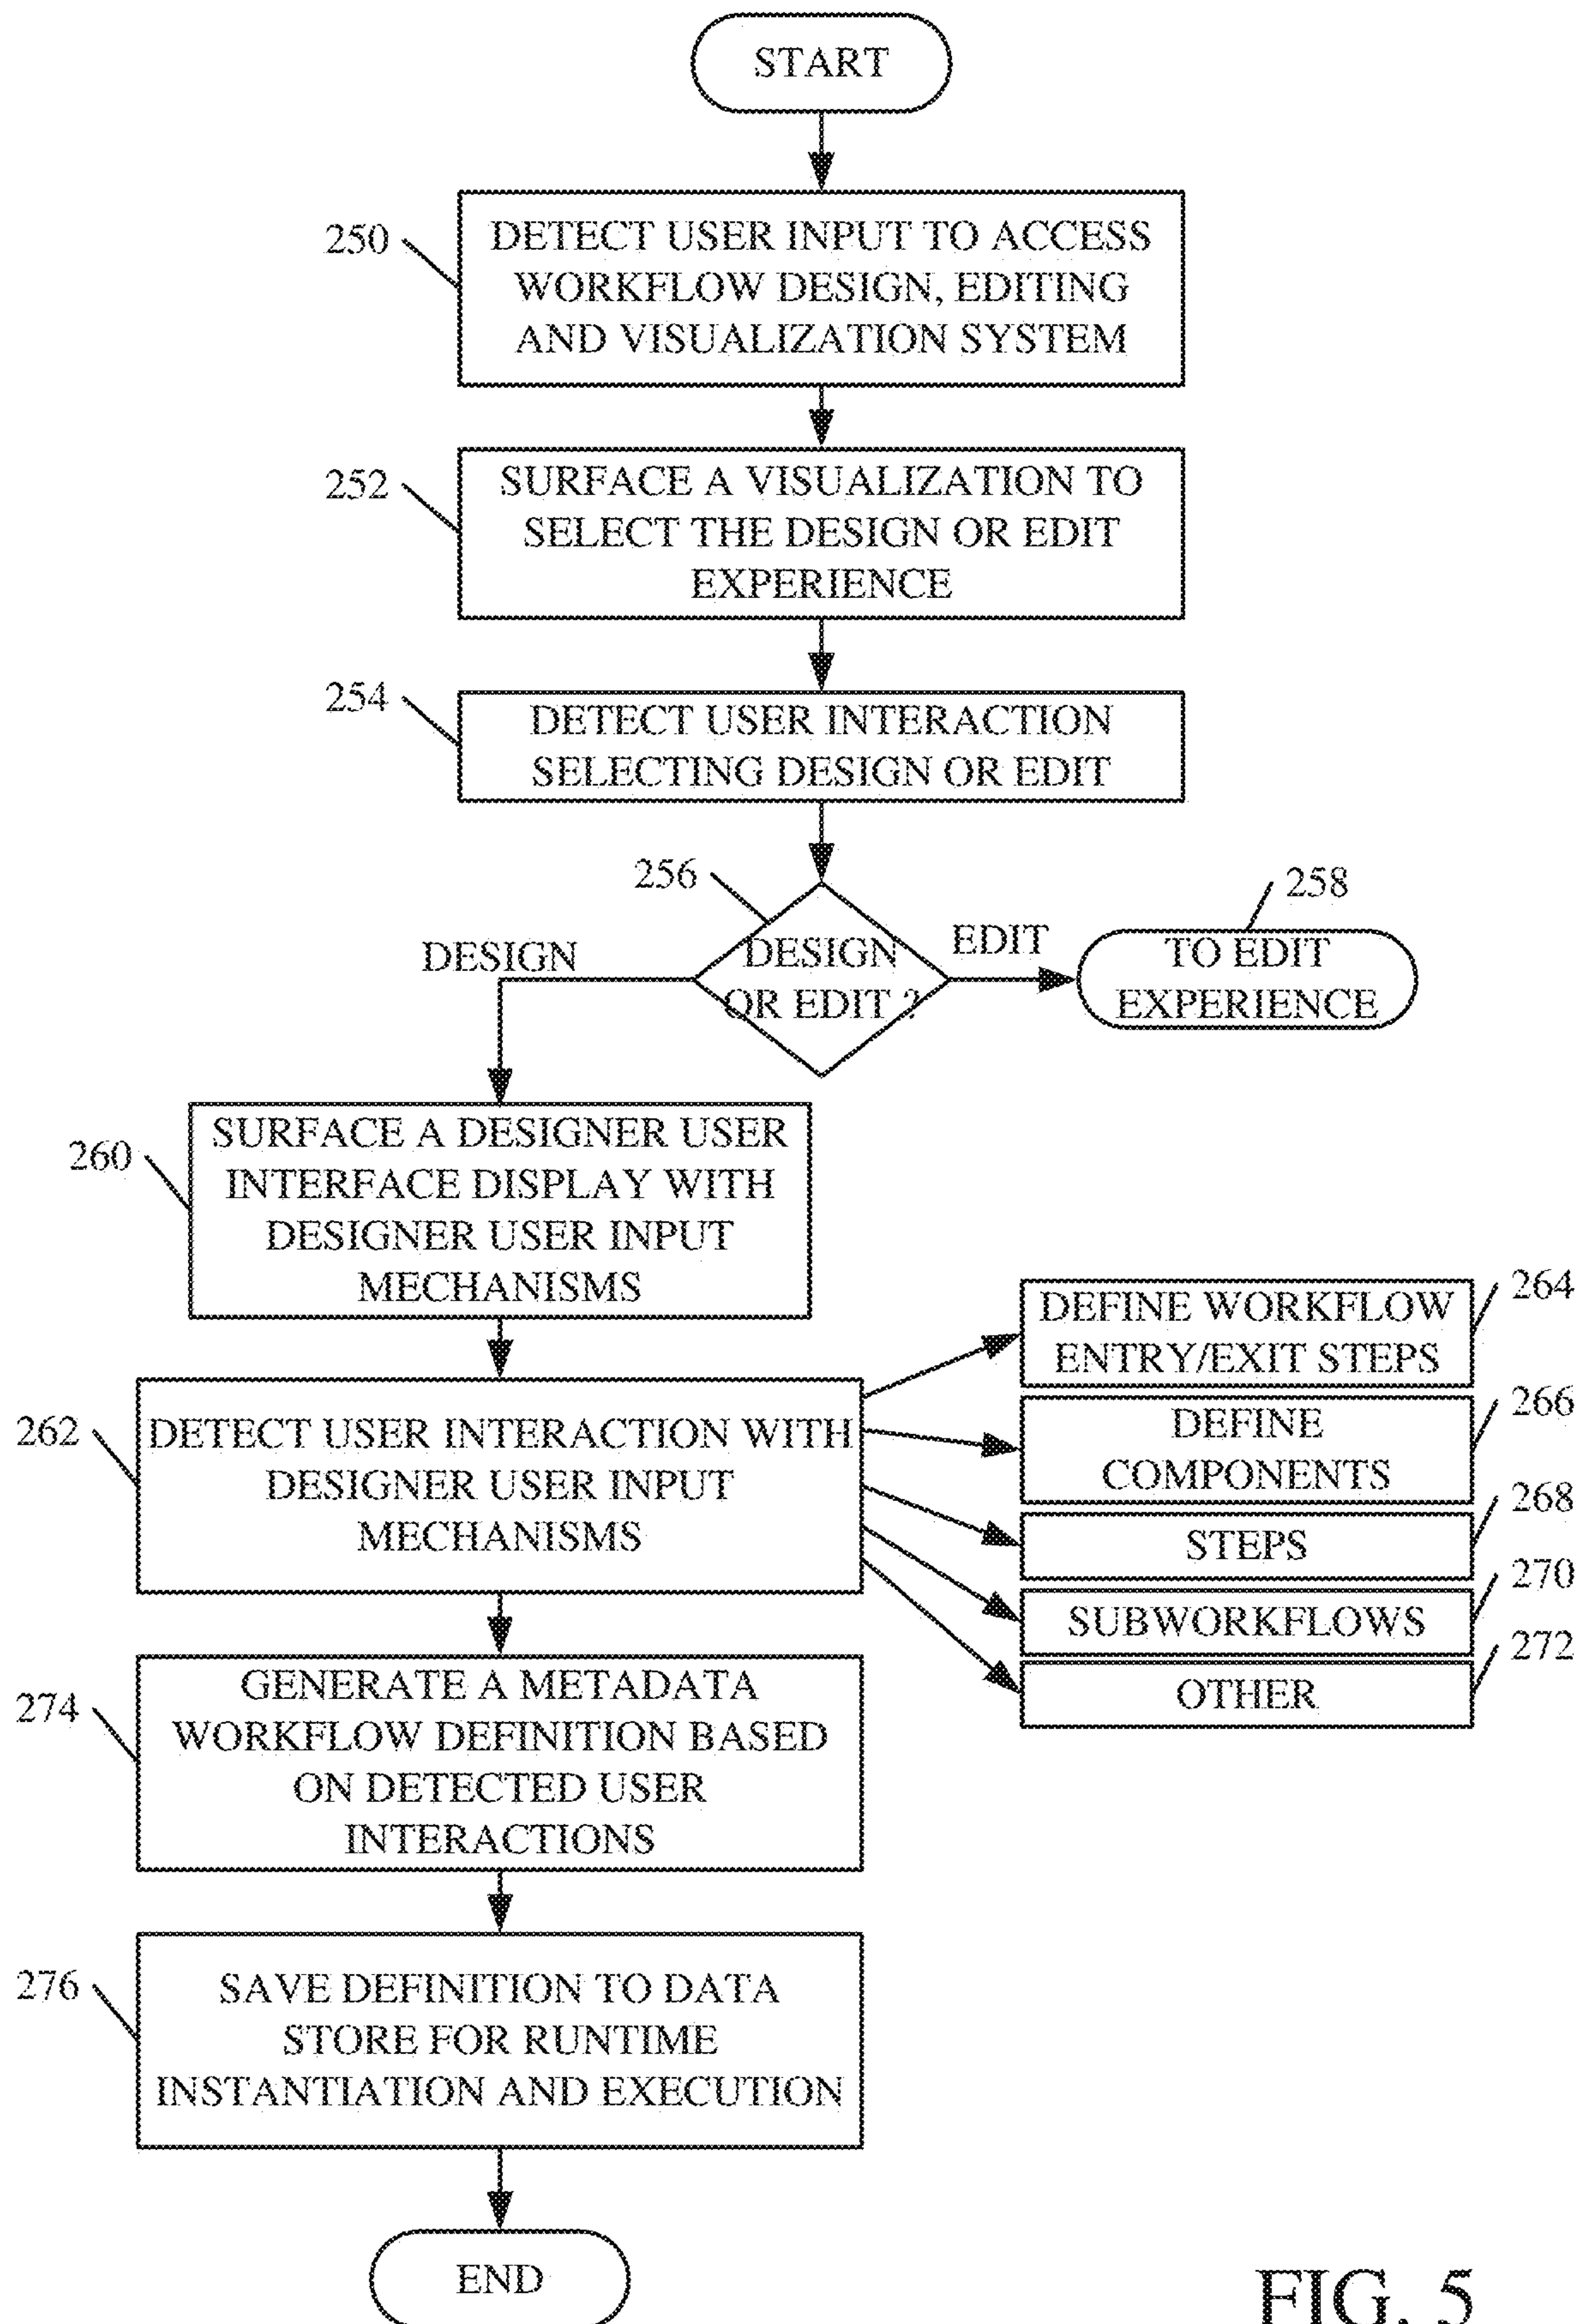 START
250
DETECT USER INPUT TO ACCESS
WORKFLOW DESIGN, EDITING
AND VISUALIZATION SYSTEM
252
SURFACE A VISUALIZATION TO
SELECT THE DESIGN OR EDIT
EXPERIENCE
254
DETECT USER INTERACTION
SELECTING DESIGN OR EDIT
256
258
DESIGN
DESIGN
OR EDIT ?
EDIT
TO EDIT
EXPERIENCE
260
SURFACE A DESIGNER USER
INTERFACE DISPLAY WITH
DESIGNER USER INPUT
MECHANISMS
262
DETECT USER INTERACTION WITH
DESIGNER USER INPUT
MECHANISMS
264
DEFINE WORKFLOW
ENTRY/EXIT STEPS
266
DEFINE
COMPONENTS
268
STEPS
270
SUBWORKFLOWS
272
OTHER
274
GENERATE A METADATA
WORKFLOW DEFINITION BASED
ON DETECTED USER
INTERACTIONS
276
SAVE DEFINITION TO DATA
STORE FOR RUNTIME
INSTANTIATION AND EXECUTION
END
FIG. 5